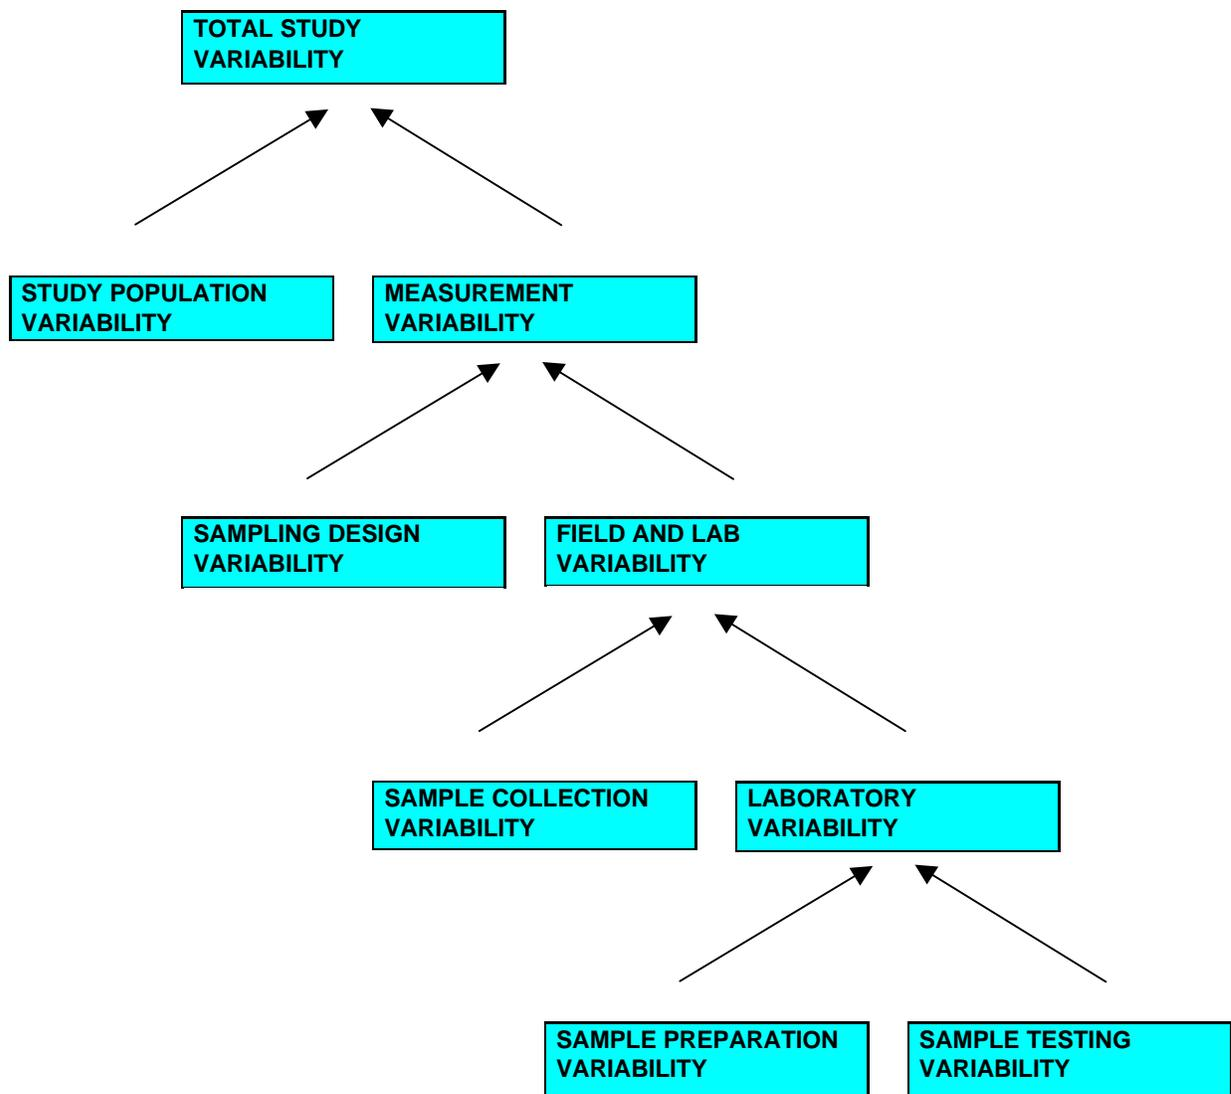 TOTAL STUDY
VARIABILITY
STUDY POPULATION
VARIABILITY
MEASUREMENT
VARIABILITY
SAMPLING DESIGN
VARIABILITY
FIELD AND LAB
VARIABILITY
SAMPLE COLLECTION
VARIABILITY
LABORATORY
VARIABILITY
SAMPLE PREPARATION
VARIABILITY
SAMPLE TESTING
VARIABILITY